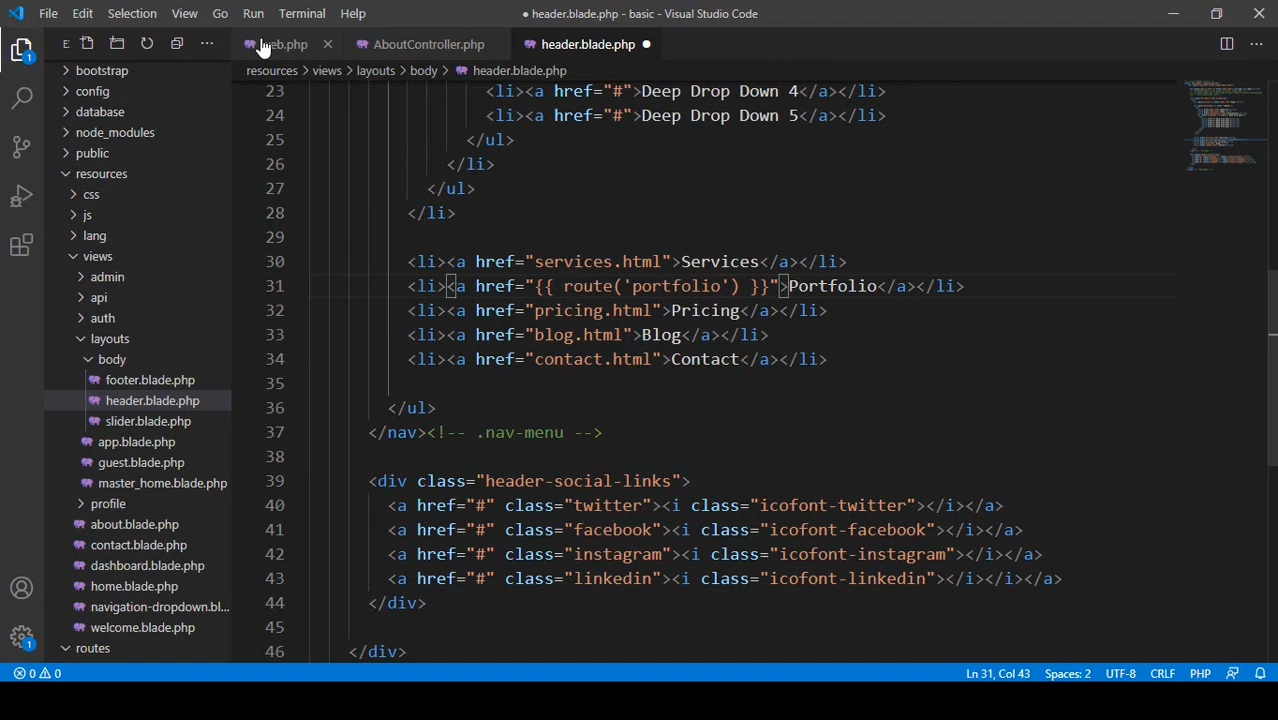 File Edit Selection View Go Run Terminal Help ● header.blade.php - basic - Visual Studio Code
E web.php AboutController.php header.blade.php
resources > views > layouts > body > header.blade.php
bootstrap
config
database
node_modules
public
resources
css
js
lang
views
admin
api
auth
layouts
body
footer.blade.php
header.blade.php
slider.blade.php
app.blade.php
guest.blade.php
master_home.blade.php
profile
about.blade.php
contact.blade.php
dashboard.blade.php
home.blade.php
navigation-dropdown.bl...
welcome.blade.php
routes
23 <li><a href="#">Deep Drop Down 4</a></li>
24 <li><a href="#">Deep Drop Down 5</a></li>
25 </ul>
26 </li>
27 </ul>
28 </li>
29
30 <li><a href="services.html">Services</a></li>
31 <li><a href="{{ route('portfolio') }}">Portfolio</a></li>
32 <li><a href="pricing.html">Pricing</a></li>
33 <li><a href="blog.html">Blog</a></li>
34 <li><a href="contact.html">Contact</a></li>
35
36 </ul>
37 </nav><!-- .nav-menu -->
38
39 <div class="header-social-links">
40 <a href="#" class="twitter"><i class="icofont-twitter"></i></a>
41 <a href="#" class="facebook"><i class="icofont-facebook"></i></a>
42 <a href="#" class="instagram"><i class="icofont-instagram"></i></a>
43 <a href="#" class="linkedin"><i class="icofont-linkedin"></i></i></a>
44 </div>
45
46 </div>
1
1
0 0 Ln 31, Col 43 Spaces: 2 UTF-8 CRLF PHP